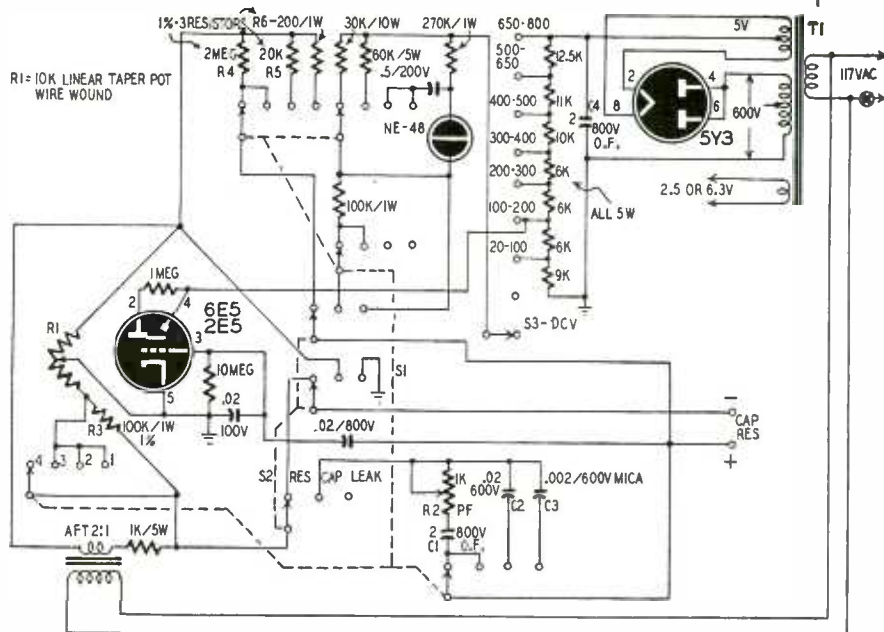 1%·3RESISTORS R6-200/1W 30K/10W 270K/1W
2MEG
R4
20K
R5
60K/5W
.5/200V
R1=10K LINEAR TAPER POT
WIRE WOUND
NE-48
100K/1W
650·800
500-
650
400-500
300-400
200-300
100-200
20-100
12.5K
11K
10K
6K
6K
6K
9K
ALL 5W
C4
2
800V
O.F.
S3-DCV
5V
T1
2
8
4
6
5Y3
600V
117VAC
2.5 OR 6.3V
1MEG
2
4
6E5
2E5
3
5
10MEG
.02
100V
R1
R3
100K/1W
1%
4 3 2 1
S1
.02/800V
S2
RES CAP LEAK
1K
R2 PF
2
C1
800V
O.F.
.02
600V
C2
.002/600V MICA
C3
−
CAP
RES
+
AFT 2:1
1K/5W